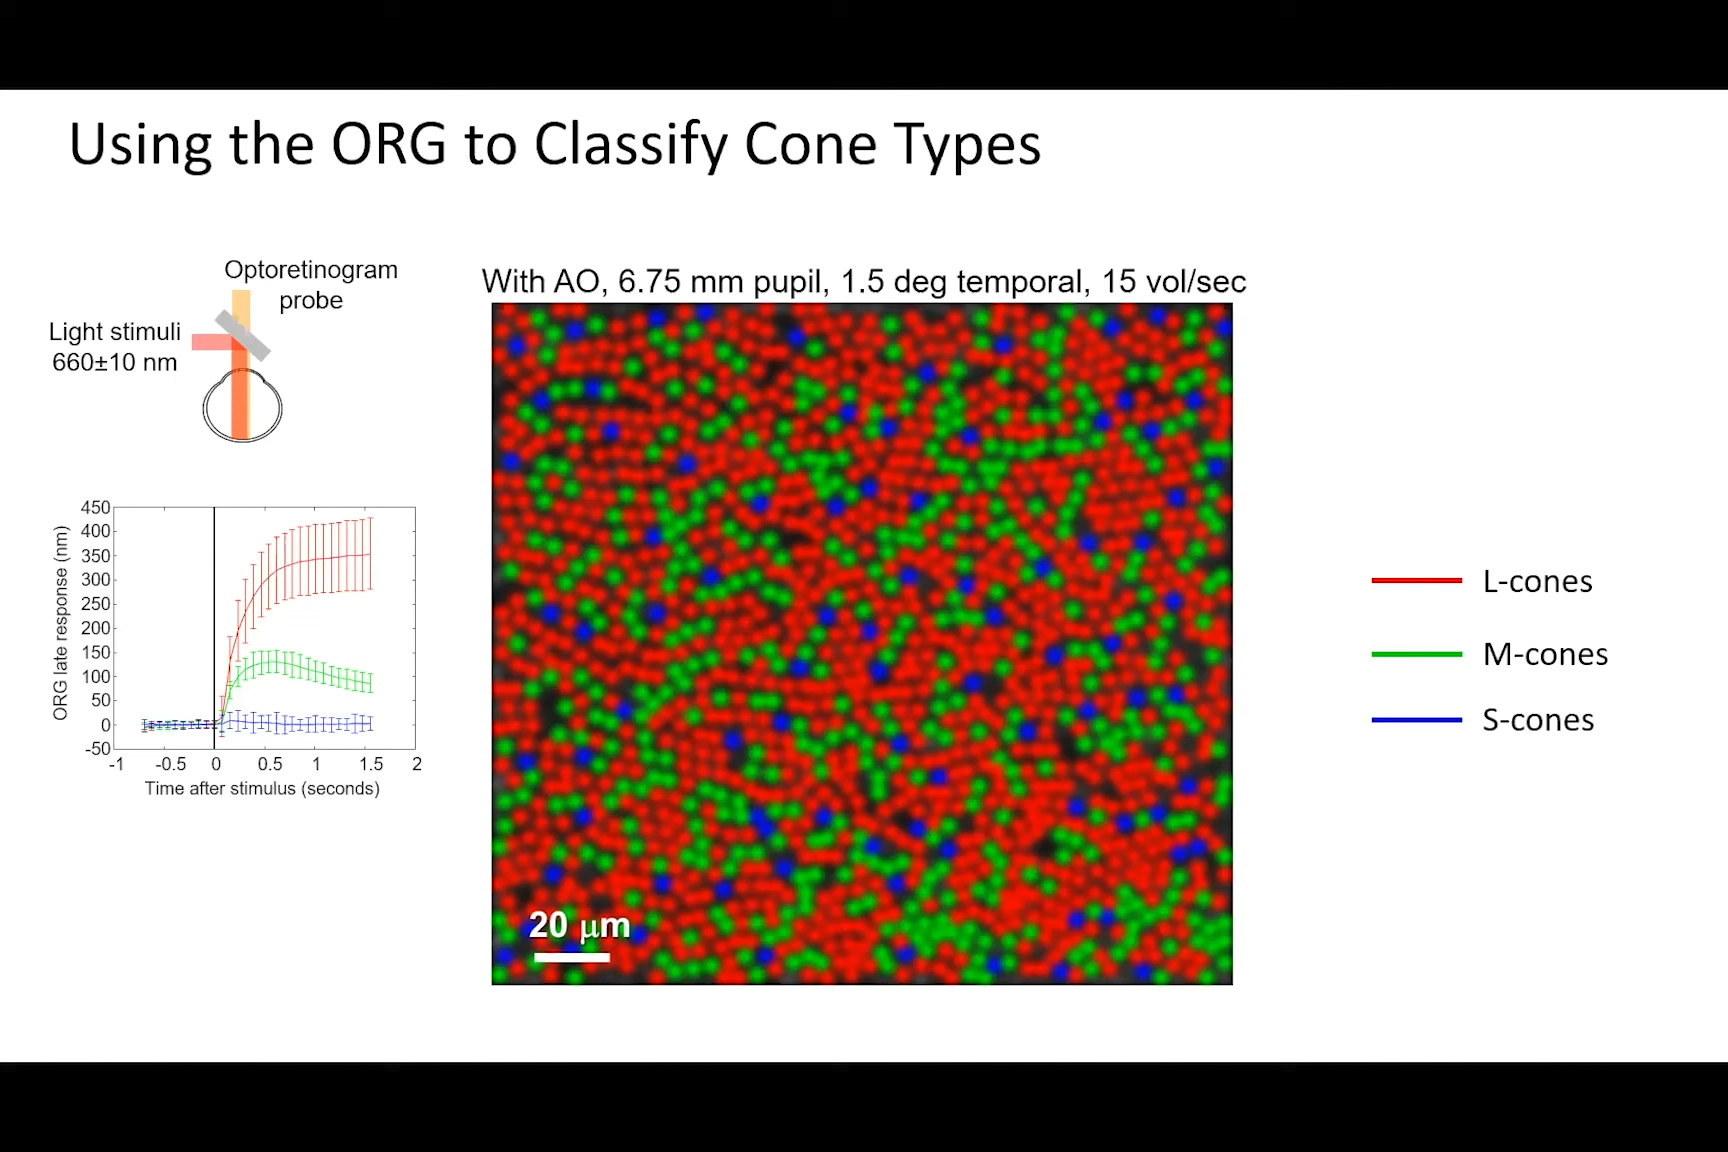 Using the ORG to Classify Cone Types
Optoretinogram
probe
Light stimuli
660±10 nm
With AO, 6.75 mm pupil, 1.5 deg temporal, 15 vol/sec
20 μm
ORG late response (nm)
450
400
350
300
250
200
150
100
50
0
-50
-1 -0.5 0 0.5 1 1.5 2
Time after stimulus (seconds)
L-cones
M-cones
S-cones